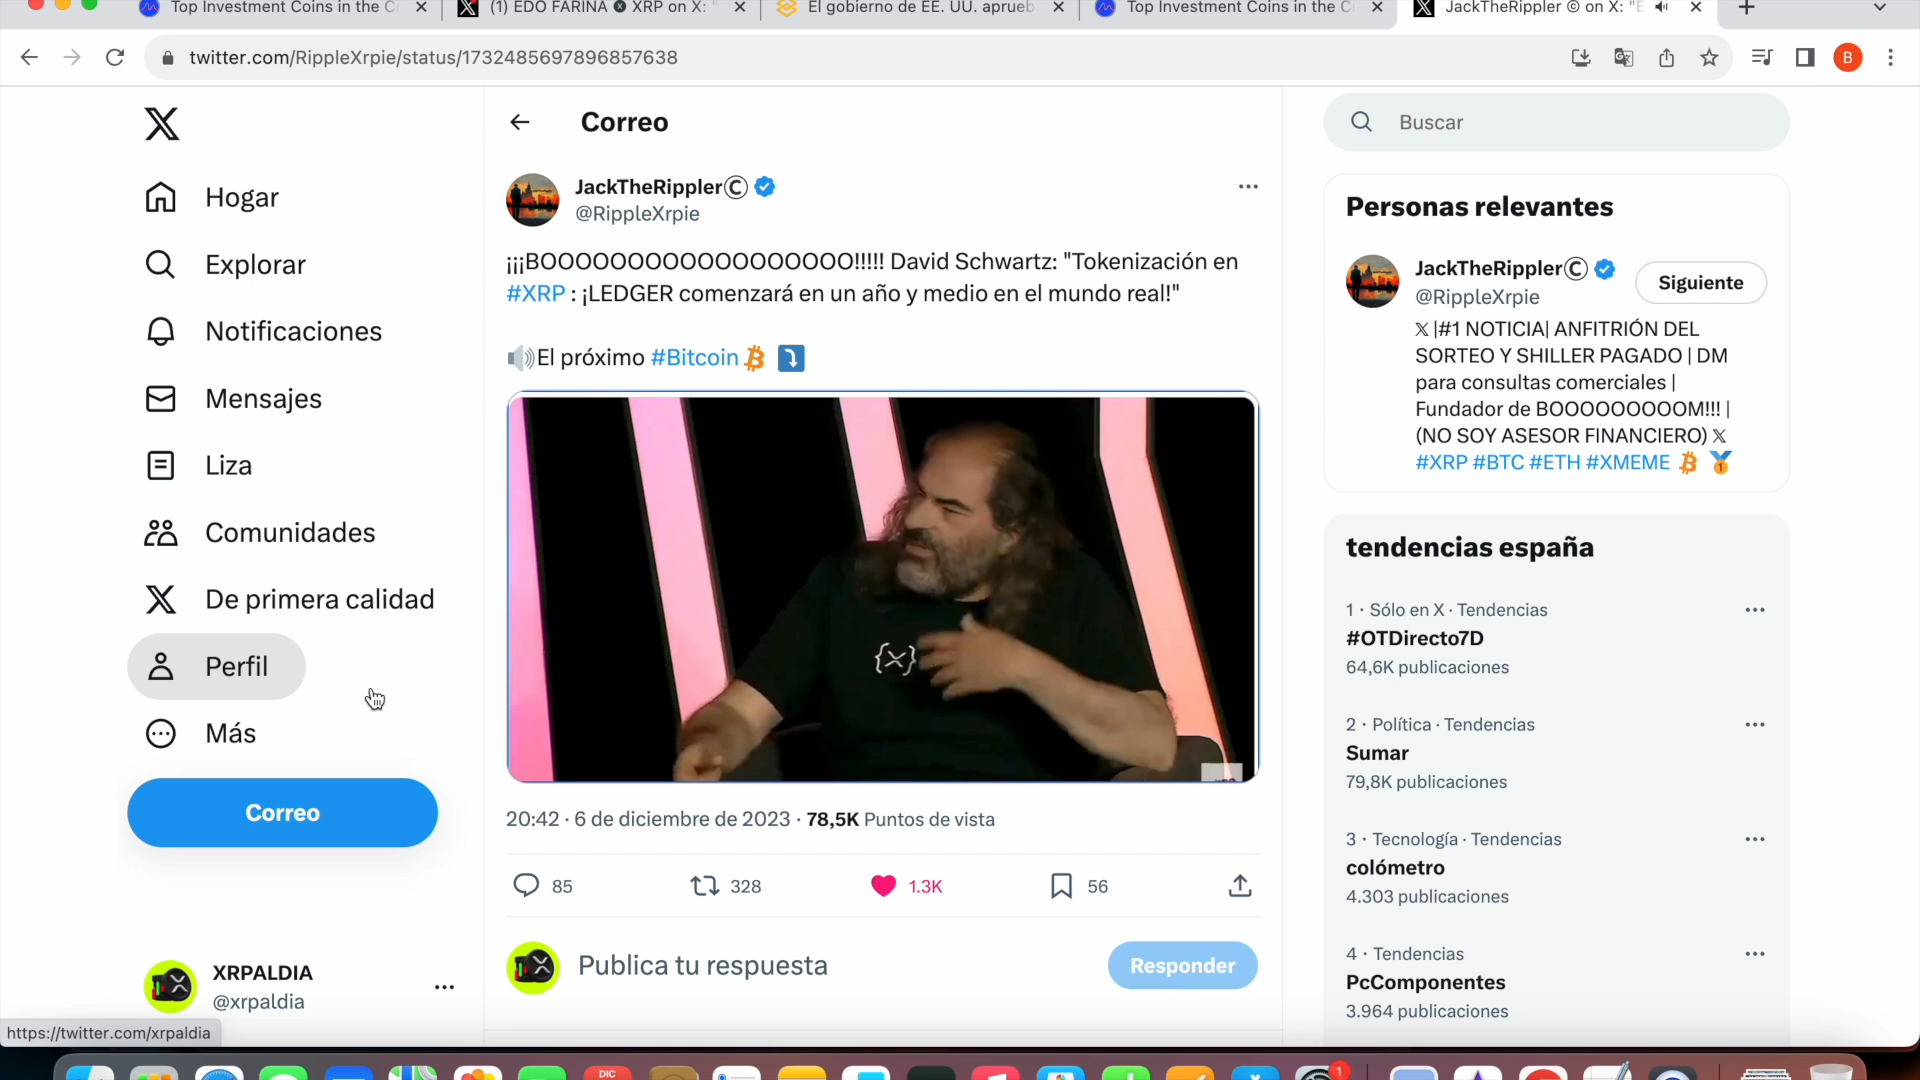 Top Investment Coins in the C
(1) EDO FARINA X XRP on X: "
El gobierno de EE. UU. aprueb
Top Investment Coins in the C
JackTheRippler © on X: "B
twitter.com/RippleXrpie/status/1732485697896857638
B
Correo
Buscar
Hogar
Explorar
Notificaciones
Mensajes
Liza
Comunidades
De primera calidad
Perfil
Más
Correo
XRPALDIA
@xrpaldia
https://twitter.com/xrpaldia
JackTheRipplerⒸ
@RippleXrpie
¡¡¡BOOOOOOOOOOOOOOOOOO!!!!! David Schwartz: "Tokenización en
#XRP : ¡LEDGER comenzará en un año y medio en el mundo real!"
🔊El próximo #Bitcoin ⤵
{X}
20:42 · 6 de diciembre de 2023 · 78,5K Puntos de vista
85 328 1.3K 56
Publica tu respuesta
Responder
Personas relevantes
JackTheRipplerⒸ
@RippleXrpie
Siguiente
𝕏 |#1 NOTICIA| ANFITRIÓN DEL
SORTEO Y SHILLER PAGADO | DM
para consultas comerciales |
Fundador de BOOOOOOOOOM!!! |
(NO SOY ASESOR FINANCIERO) 𝕏
#XRP #BTC #ETH #XMEME
tendencias españa
1 · Sólo en X · Tendencias
#OTDirecto7D
64,6K publicaciones
2 · Política · Tendencias
Sumar
79,8K publicaciones
3 · Tecnología · Tendencias
colómetro
4.303 publicaciones
4 · Tendencias
PcComponentes
3.964 publicaciones
DIC
1